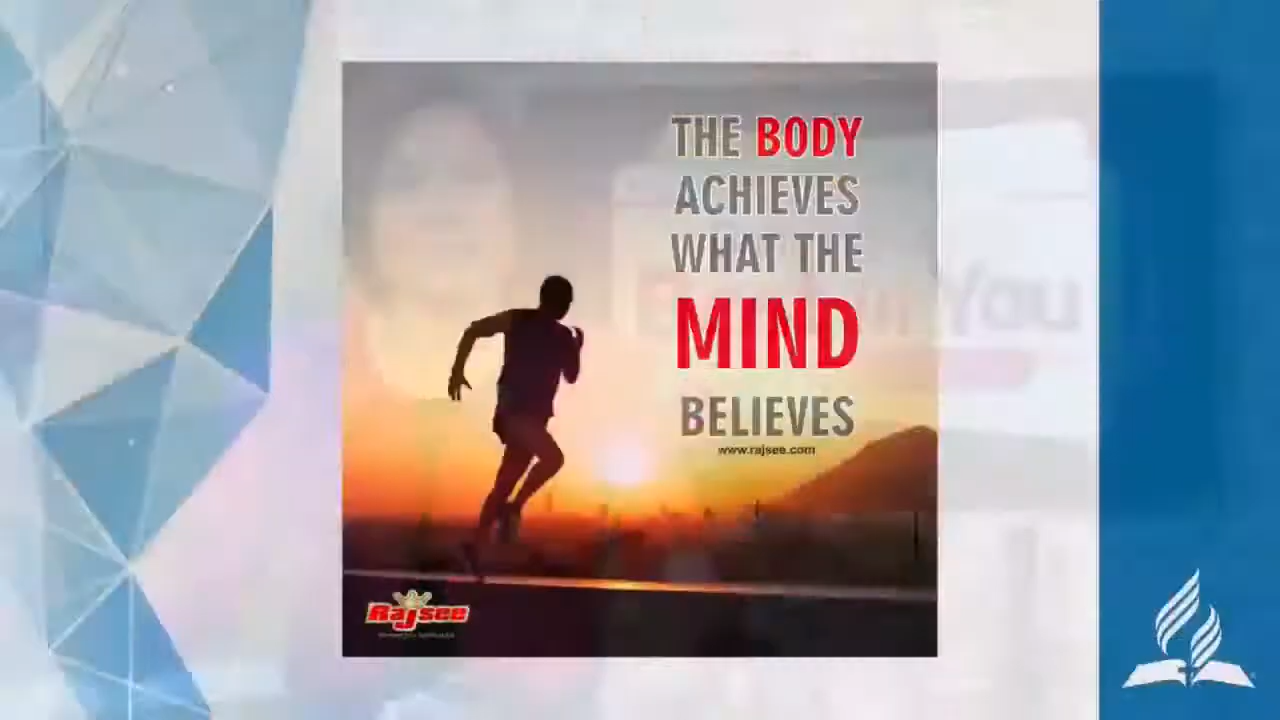 THE BODY
ACHIEVES
WHAT THE
MIND
BELIEVES
www.rajsee.com
Rajsee